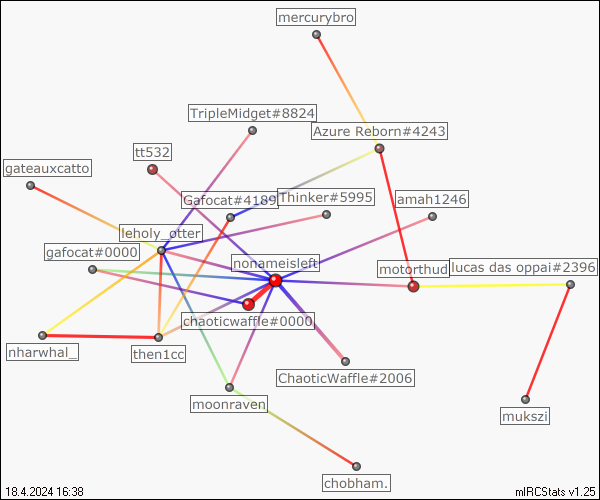 mercurybro
TripleMidget#8824
Azure Reborn#4243
tt532
gateauxcatto
Gafocat#4189
Thinker#5995
amah1246
leholy_otter
gafocat#0000
nonameisleft
motorthud
lucas das oppai#2396
chaoticwaffle#0000
nharwhal_
then1cc
ChaoticWaffle#2006
moonraven
mukszi
chobham.
18.4.2024 16:38
mIRCStats v1.25